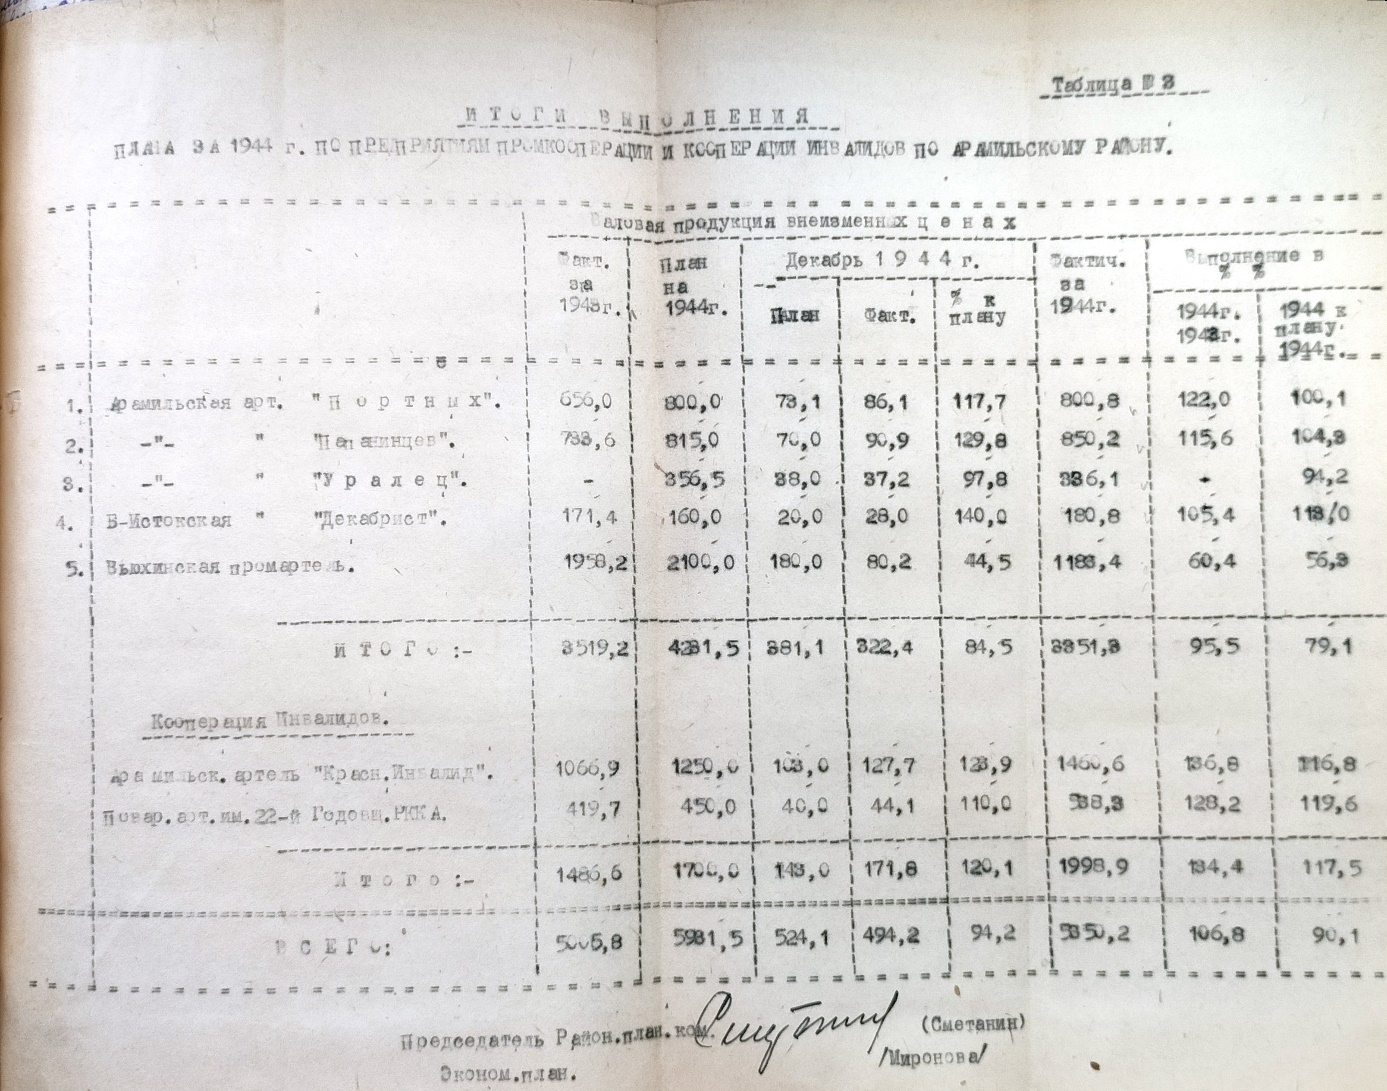 Таблица № 3
ИТОГИ ВЫПОЛНЕНИЯ
ПЛАНА ЗА 1944 г. ПО ПРЕДПРИЯТИЯМ ПРОМКООПЕРАЦИИ И КООПЕРАЦИИ ИНВАЛИДОВ ПО АРАМИЛЬСКОМУ РАЙОНУ.
Валовая продукция внеизменных ценах
Факт. за 1943г. План на 1944г. Декабрь 1944г. План Факт. % к плану Фактич. за 1944г. Выполнение в % % 1944г. 1943г. 1944 к плану 1944г.
1. Арамильская арт. "Портных". 656,0 800,0 73,1 86,1 117,7 800,8 122,0 100,1
2. -"- " "Папанинцев". 733,6 815,0 70,0 90,9 129,8 850,2 115,6 104,3
3. -"- " "Уралец". - 356,5 38,0 37,2 97,8 336,1 - 94,2
4. Б-Истокская " "Декабрист". 171,4 160,0 20,0 28,0 140,0 180,8 105,4 113/0
5. Вьюхинская промартель. 1958,2 2100,0 180,0 80,2 44,5 1183,4 60,4 56,3
ИТОГО:- 3519,2 4231,5 381,1 322,4 84,5 3351,3 95,5 79,1
Кооперация Инвалидов.
Арамильск. артель "Красн.Инвалид". 1066,9 1250,0 103,0 127,7 123,9 1460,6 136,8 116,8
Повар.арт.им.22-й Годовщ.РККА. 419,7 450,0 40,0 44,1 110,0 538,3 128,2 119,6
Итого:- 1486,6 1700,0 143,0 171,8 120,1 1998,9 134,4 117,5
ВСЕГО: 5005,8 5931,5 524,1 494,2 94,2 5350,2 106,8 90,1
Председатель Район.план.ком. (Сметанин)
Эконом.план. /Миронова/